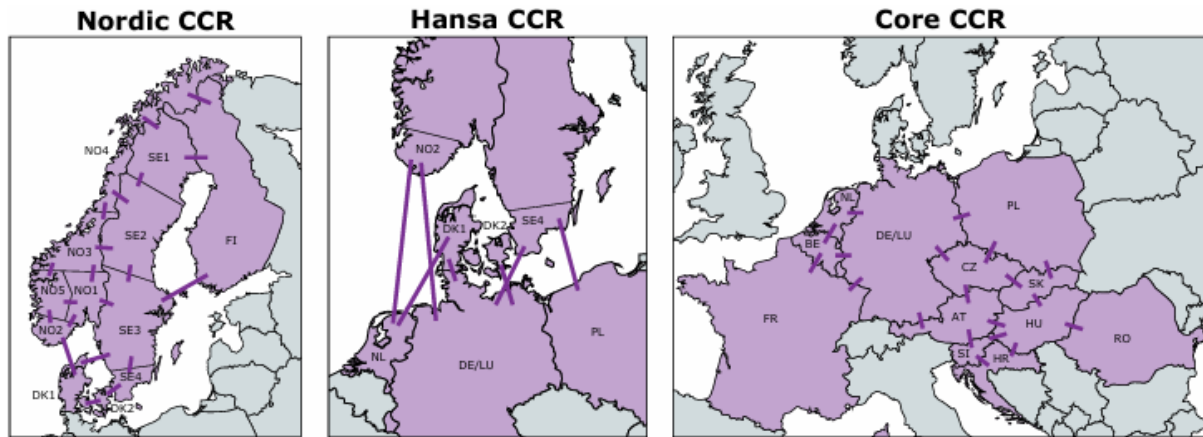 Nordic CCR
NO4
SE1
SE2
FI
NO3
NO5
NO1
NO2
SE3
SE4
DK1
DK2
Hansa CCR
NO2
DK1
DK2
SE4
NL
DE/LU
PL
Core CCR
NL
BE
DE/LU
PL
CZ
SK
FR
AT
HU
SI
HR
RO